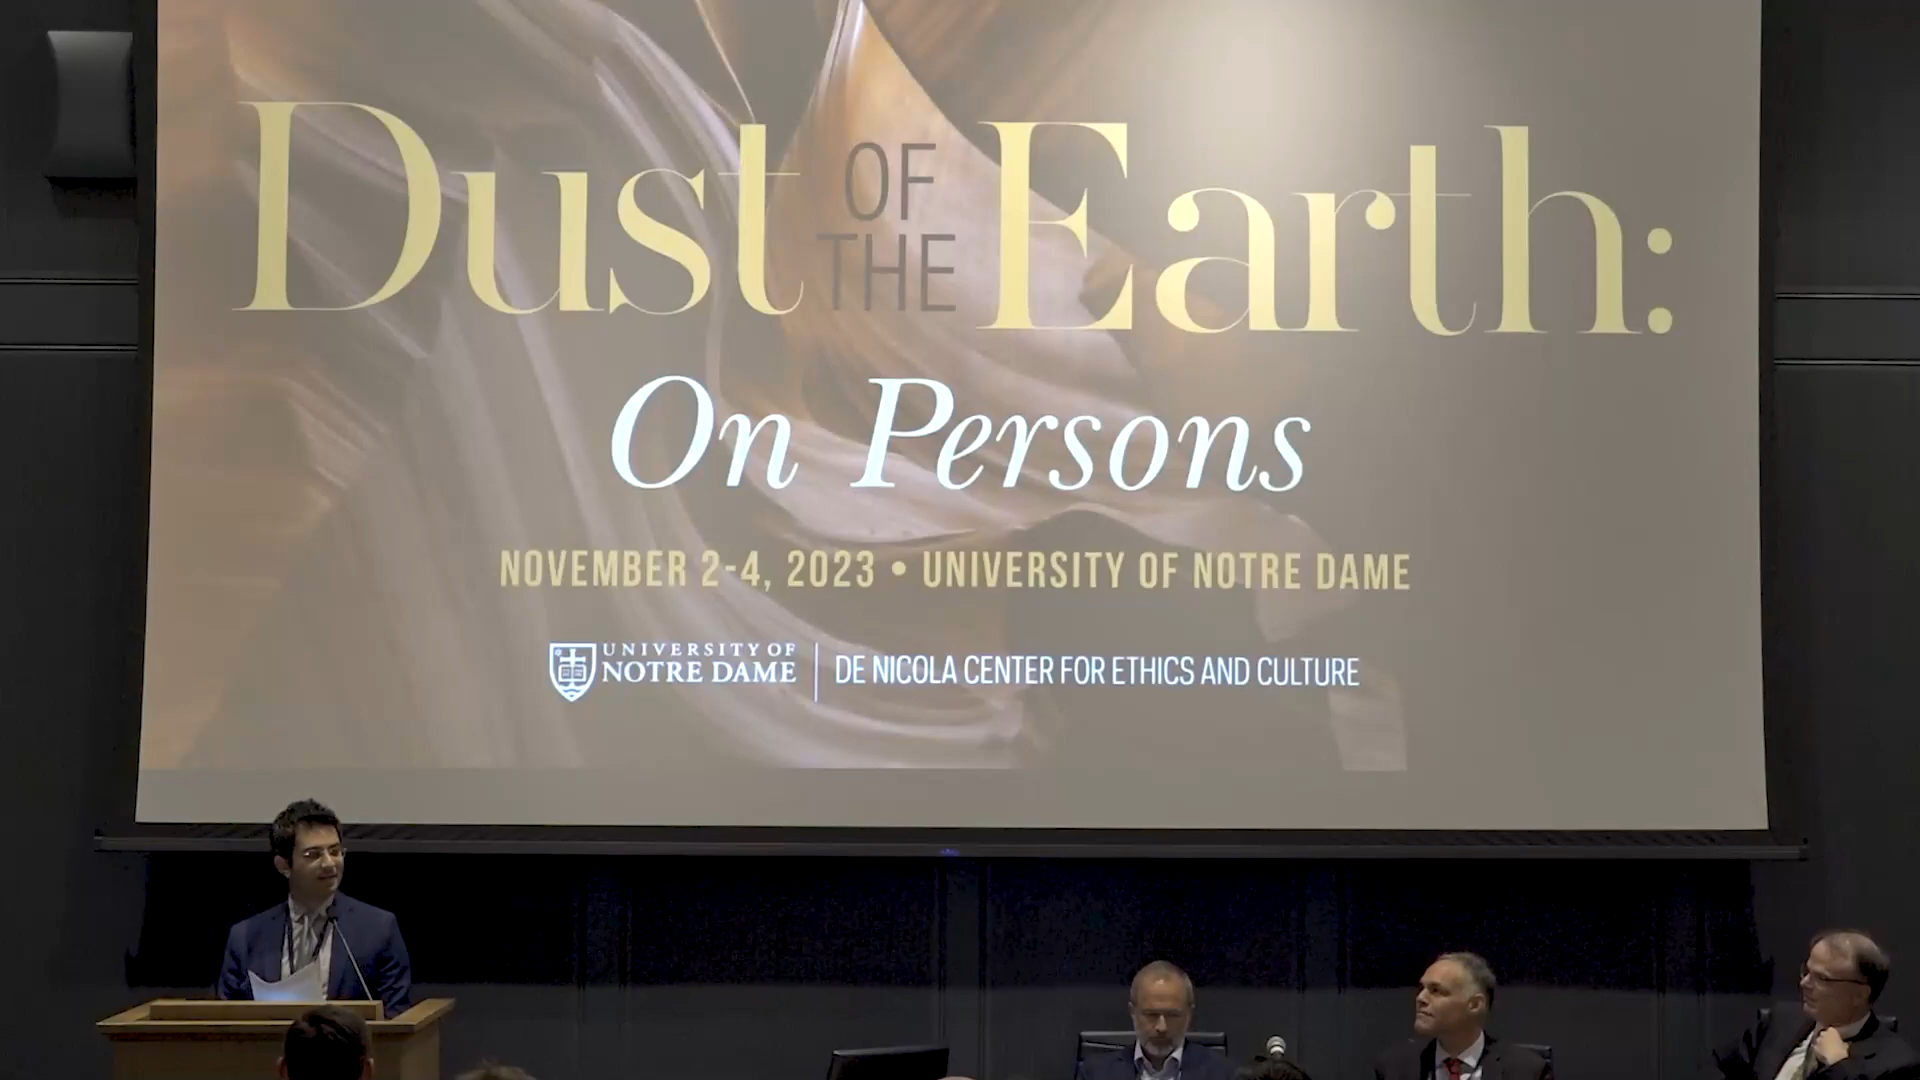 Dust OF THE Earth:
On Persons
NOVEMBER 2-4, 2023 • UNIVERSITY OF NOTRE DAME
UNIVERSITY OF
NOTRE DAME
DE NICOLA CENTER FOR ETHICS AND CULTURE